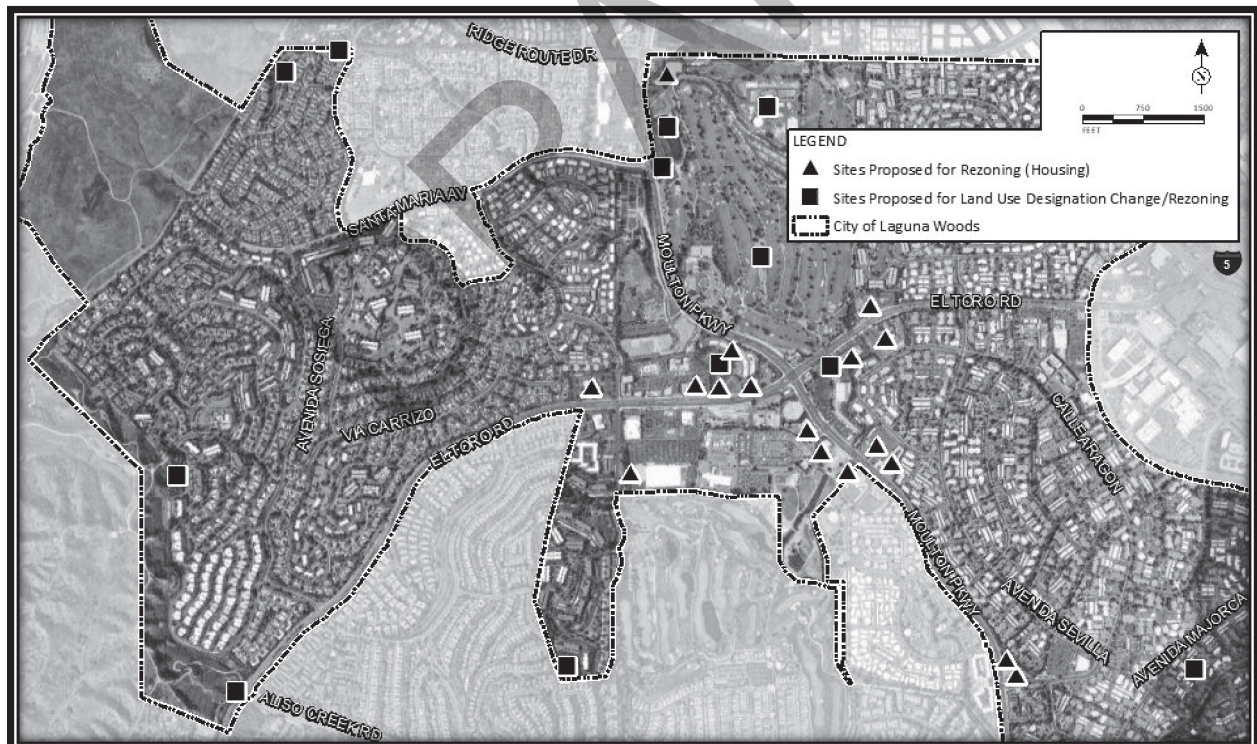 RIDGE ROUTE DR
0 750 1500
FEET
LEGEND
Sites Proposed for Rezoning (Housing)
Sites Proposed for Land Use Designation Change/Rezoning
City of Laguna Woods
SANTA MARIA AV
MOULTON PKWY
5
EL TORO RD
AVENIDA SOSIEGA
VIA CARRIZO
EL TORO RD
CALLE ARAGON
MOULTON PKWY
AVENIDA SEVILLA
AVENIDA MAJORCA
ALISO CREEK RD